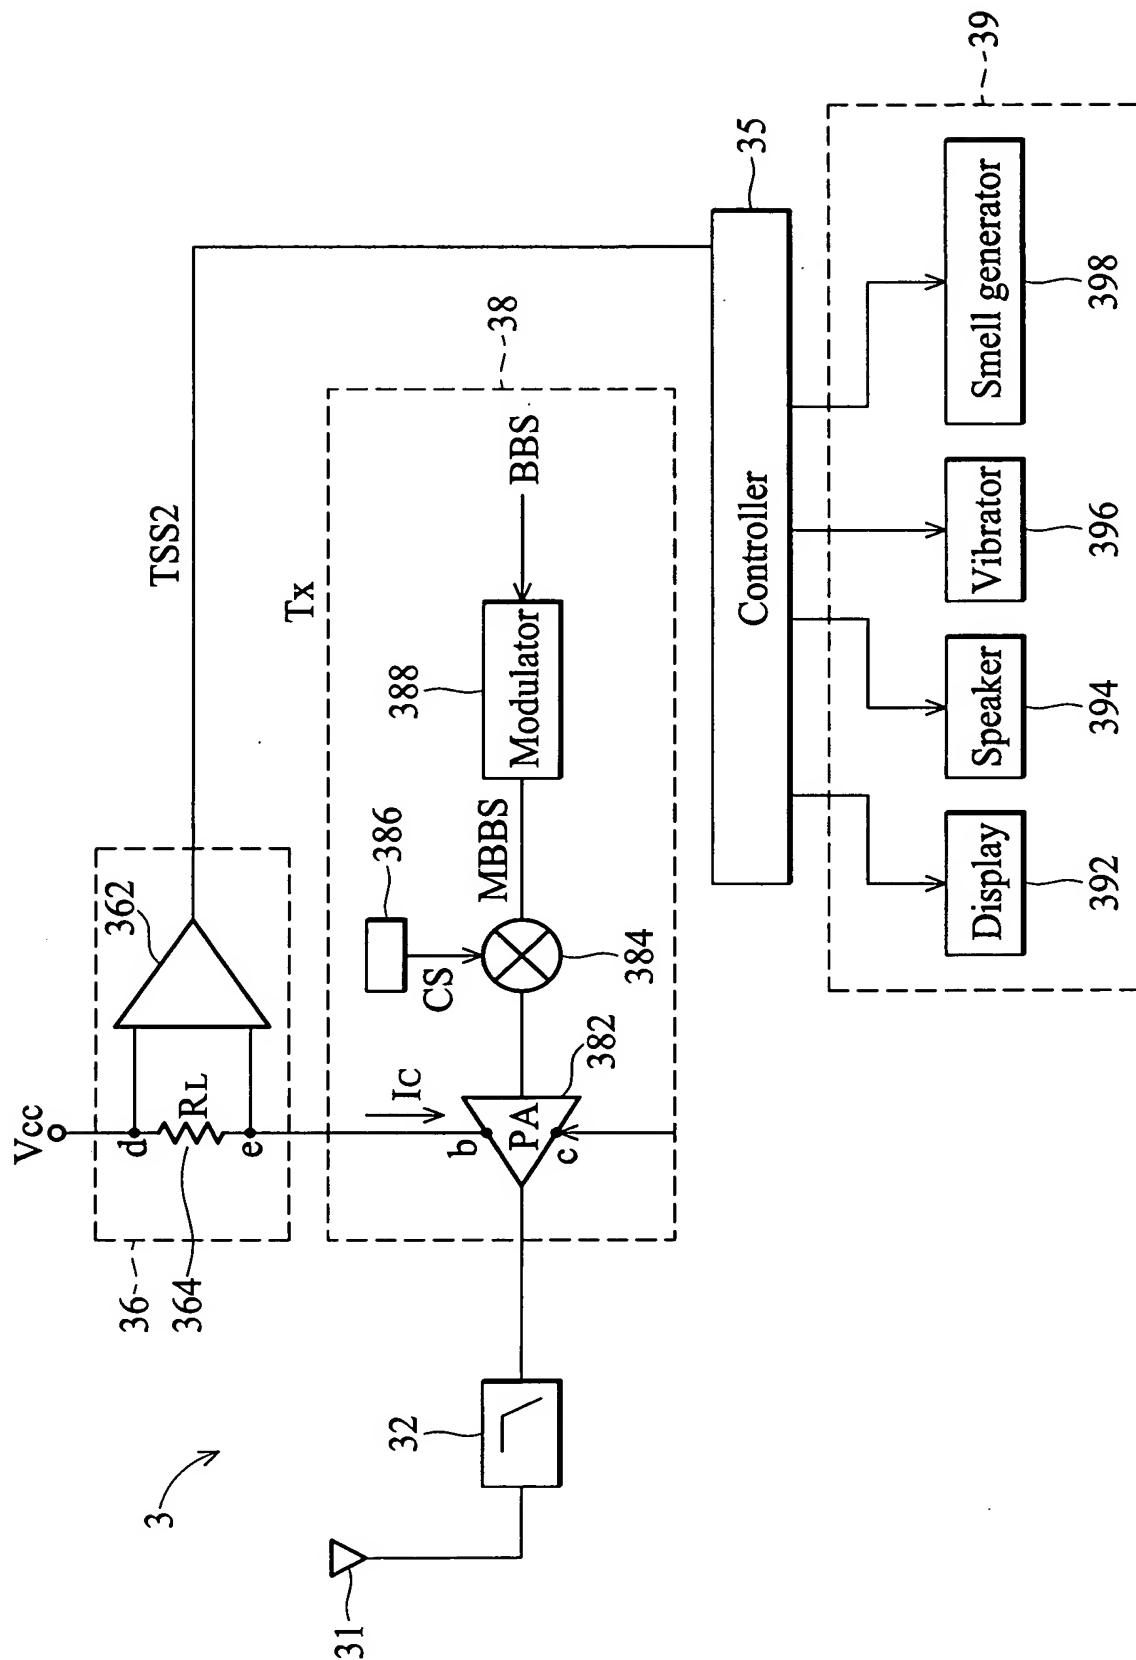 3
31
32
36
364
Vcc
d
RL
e
362
TSS2
Tx
38
IC
b
PA
c
382
CS
386
384
MBBS
388
Modulator
BBS
35
Controller
39
Display
392
Speaker
394
Vibrator
396
Smell generator
398